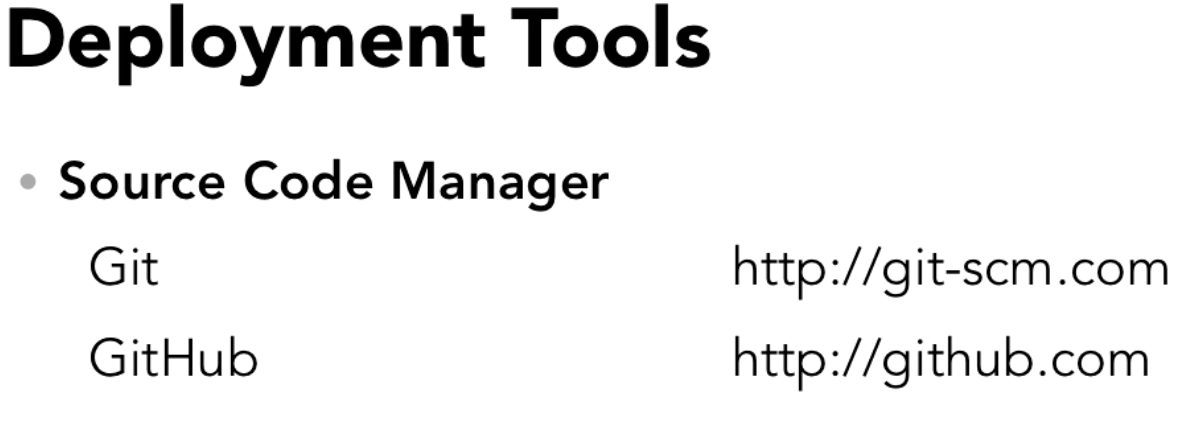 Deployment Tools
• Source Code Manager
Git http://git-scm.com
GitHub http://github.com